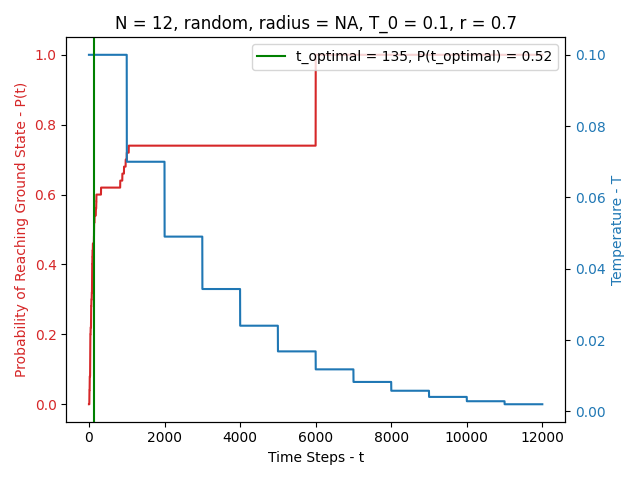 N = 12, random, radius = NA, T_0 = 0.1, r = 0.7
t_optimal = 135, P(t_optimal) = 0.52
Probability of Reaching Ground State - P(t)
1.0
0.8
0.6
0.4
0.2
0.0
0.10
0.08
0.06
0.04
0.02
0.00
Temperature - T
0 2000 4000 6000 8000 10000 12000
Time Steps - t